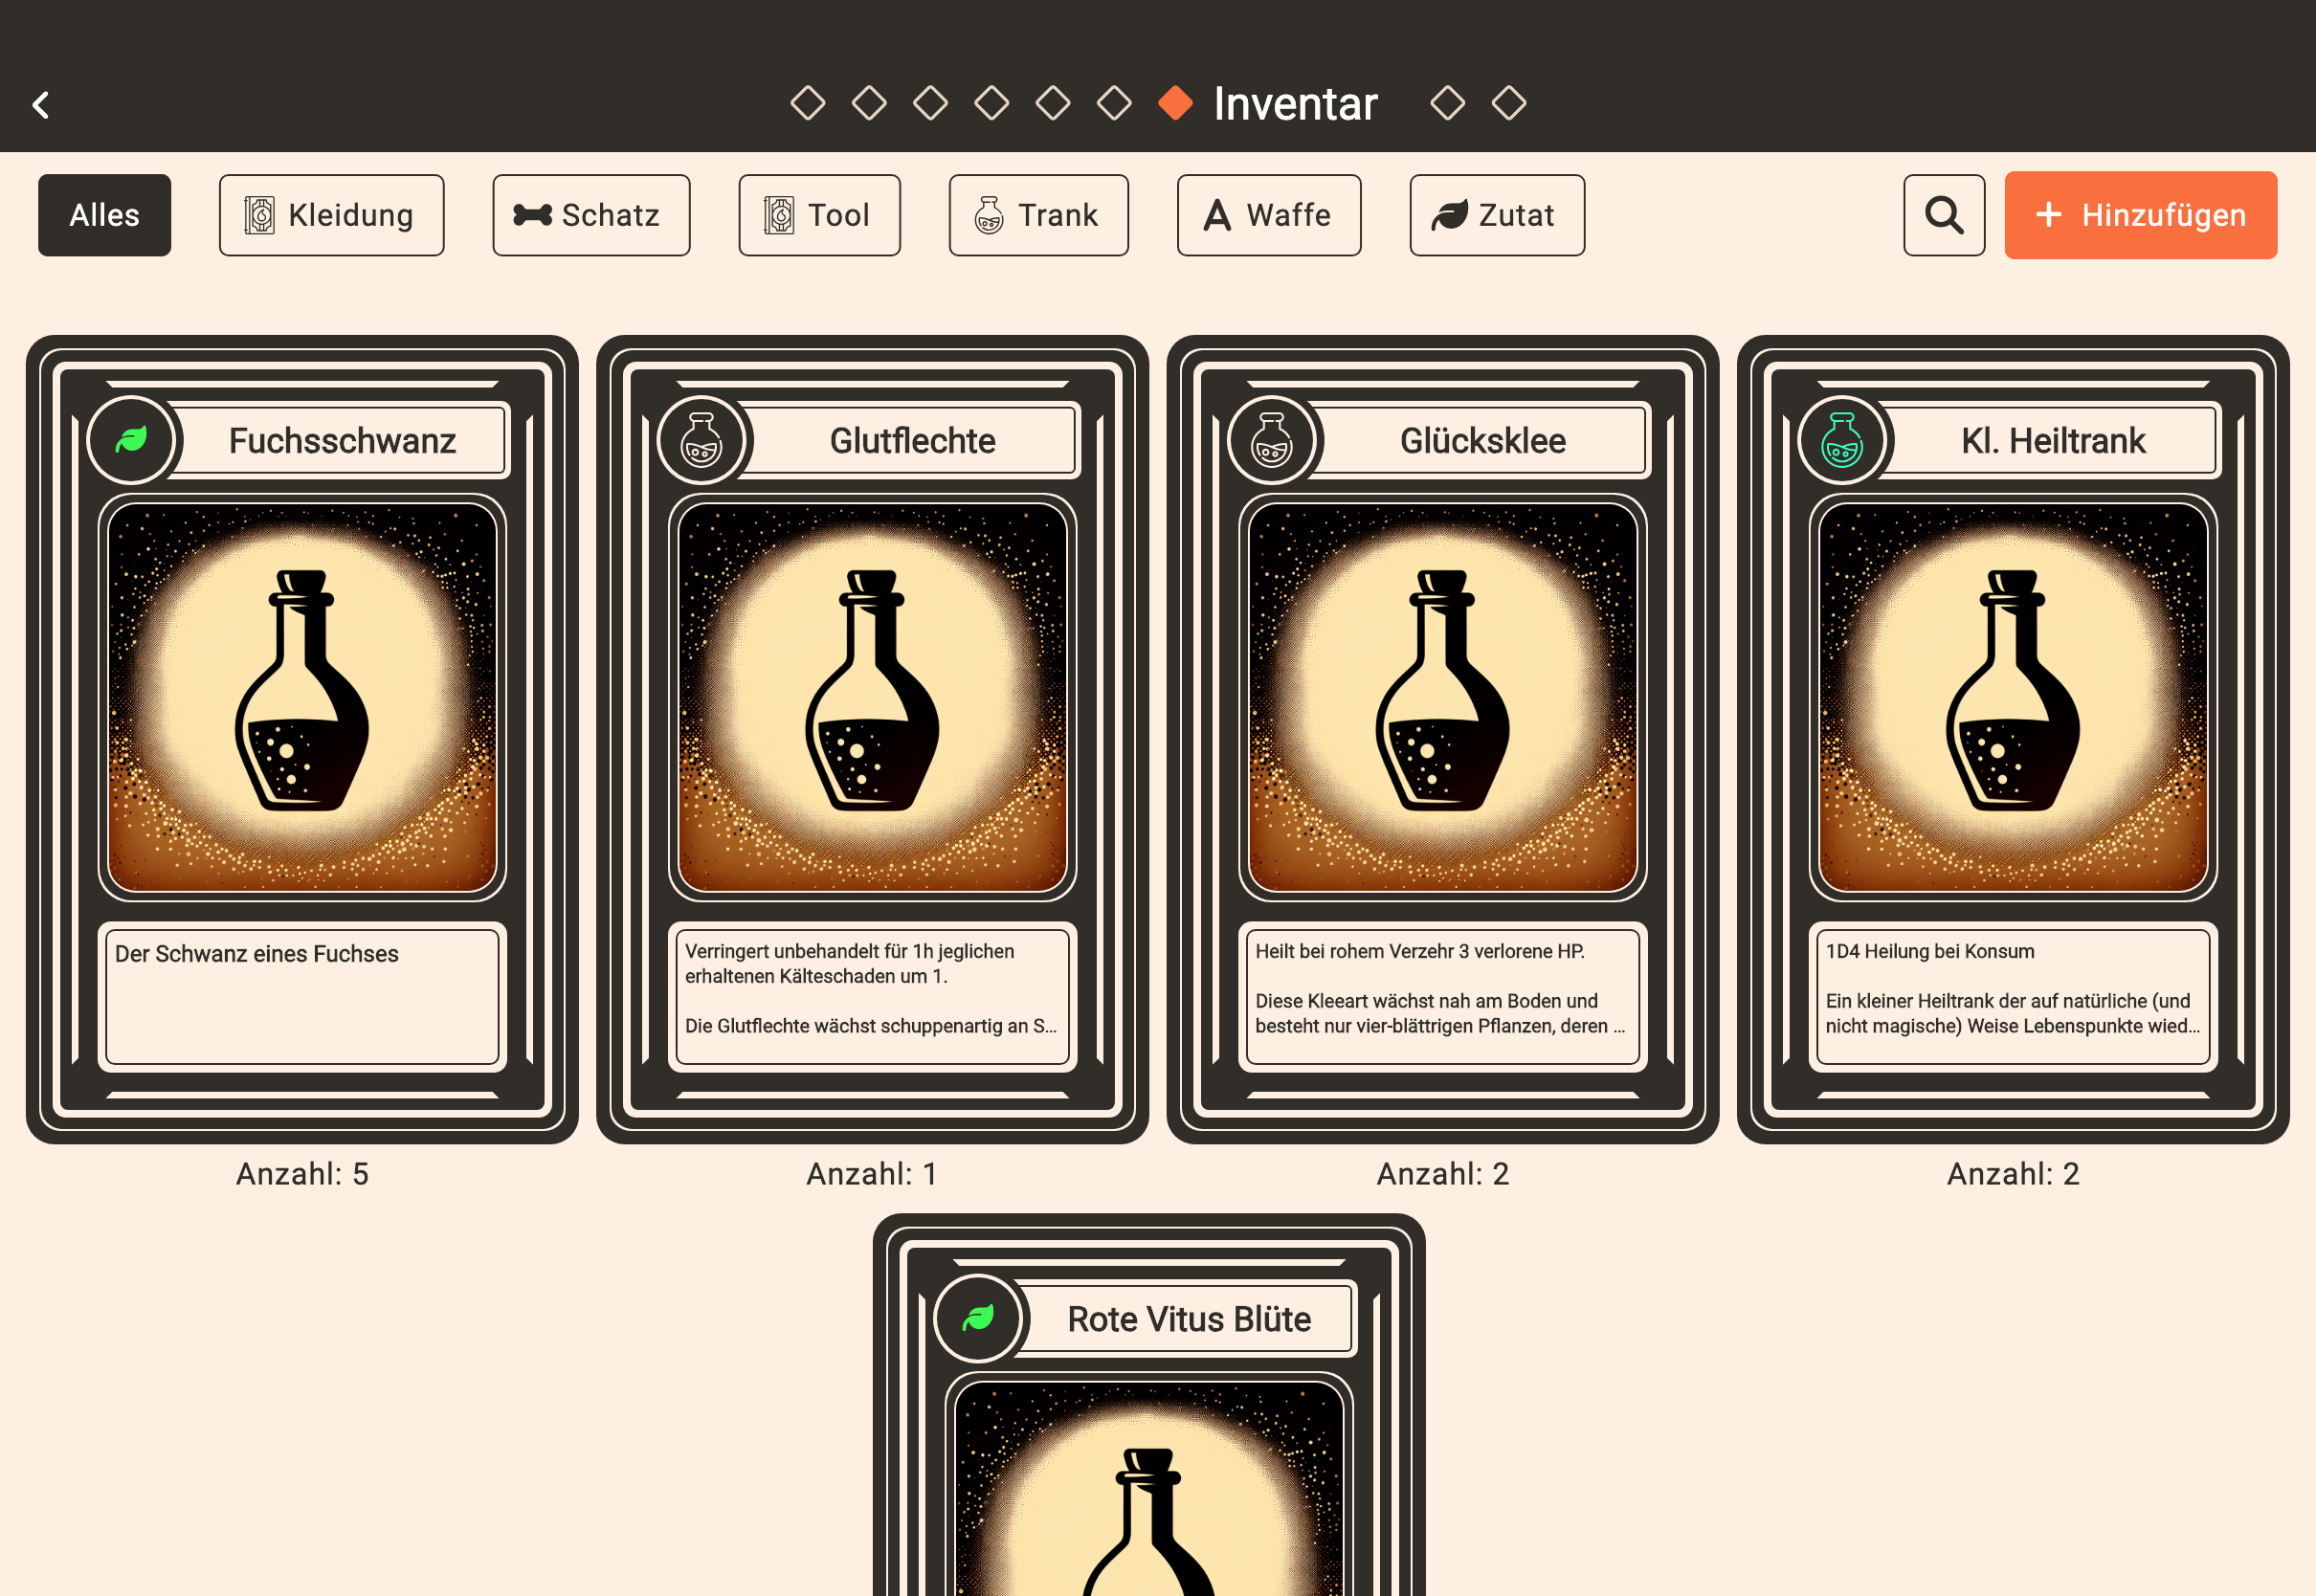 Inventar
Alles
Kleidung
Schatz
Tool
Trank
Waffe
Zutat
+ Hinzufügen
Fuchsschwanz
Der Schwanz eines Fuchses
Anzahl: 5
Glutflechte
Verringert unbehandelt für 1h jeglichen
erhaltenen Kälteschaden um 1.
Die Glutflechte wächst schuppenartig an S...
Anzahl: 1
Glücksklee
Heilt bei rohem Verzehr 3 verlorene HP.
Diese Kleeart wächst nah am Boden und
besteht nur vier-blättrigen Pflanzen, deren ...
Anzahl: 2
Kl. Heiltrank
1D4 Heilung bei Konsum
Ein kleiner Heiltrank der auf natürliche (und
nicht magische) Weise Lebenspunkte wied...
Anzahl: 2
Rote Vitus Blüte